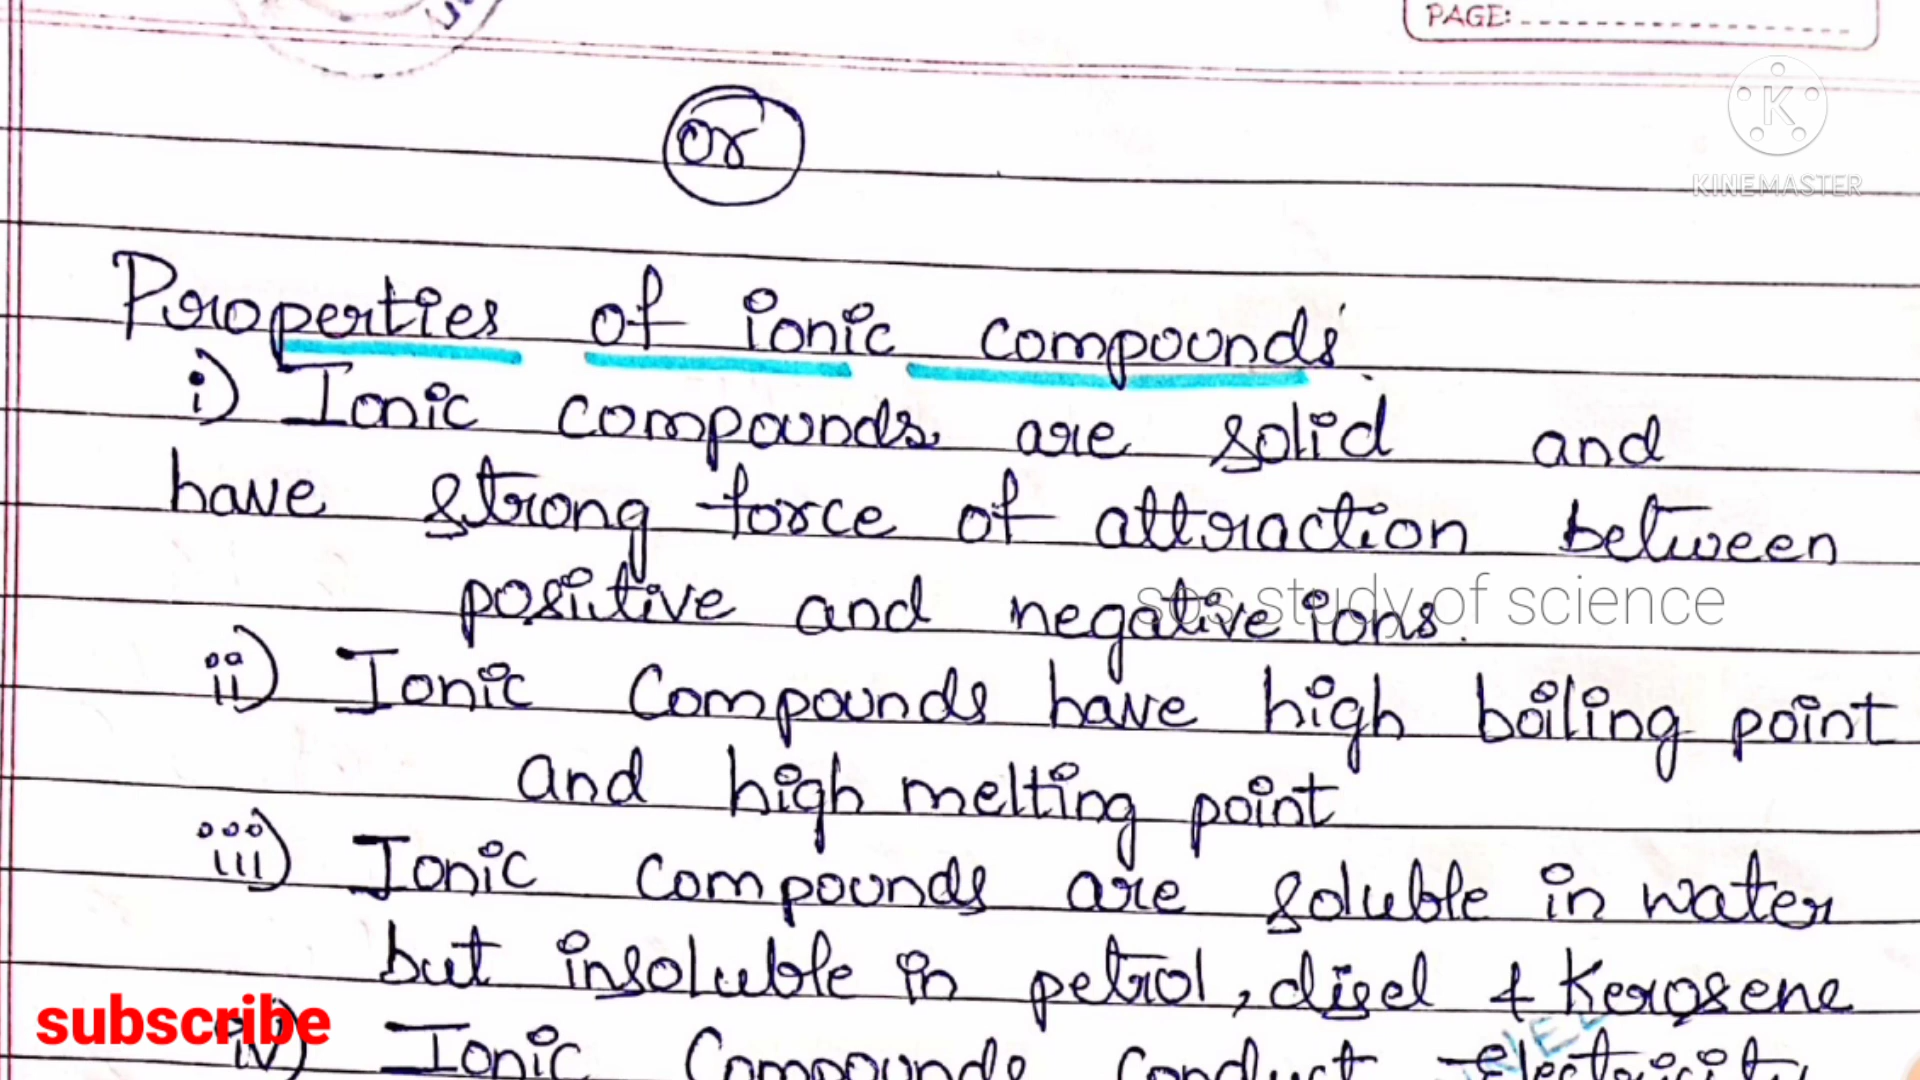 PAGE:
or
K
KINEMASTER
Properties of ionic compounds
i) Ionic compounds are solid and
have strong force of attraction between
positive and negative ions.
sos study of science
ii) Ionic Compounds have high boiling point
and high melting point
iii) Ionic compounds are soluble in water
but insoluble in petrol, disel & Kerosene
subscribe
iv) Ionic Compounds conduct electricity